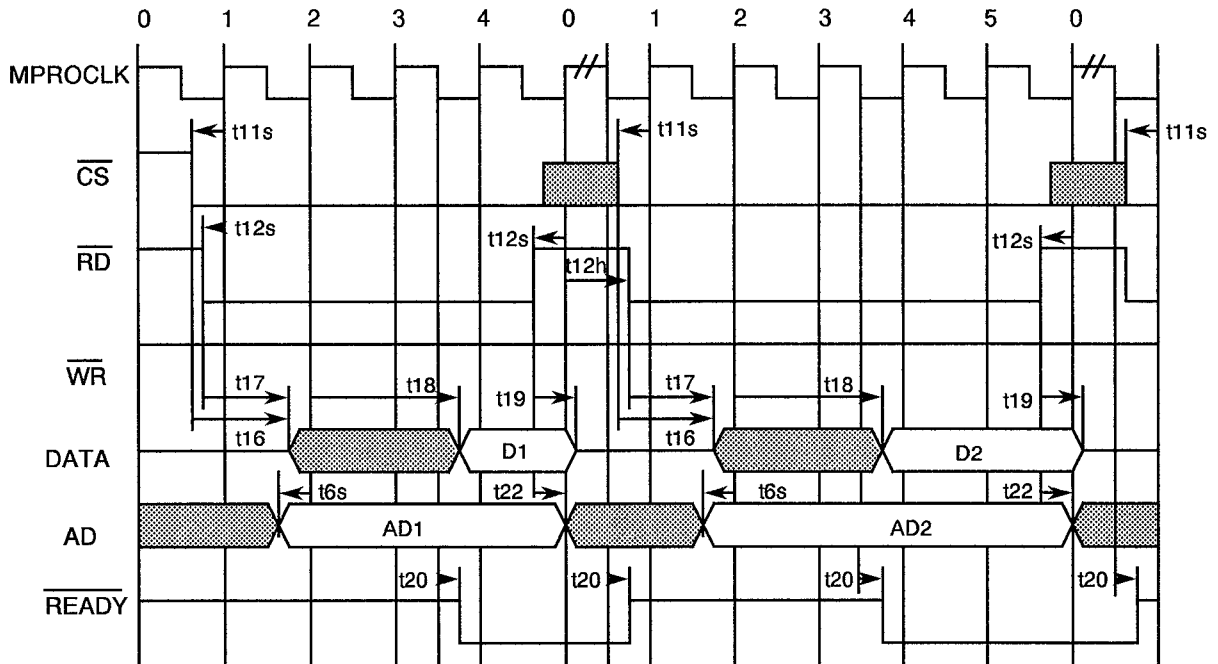 0 1 2 3 4 0 1 2 3 4 5 0
MPROCLK
t11s t11s t11s
CS
t12s t12s t12s
RD
t12h
WR
t17 t18 t19 t17 t18 t19
t16 t16
DATA D1 D2
t6s t22 t6s t22
AD AD1 AD2
t20 t20 t20 t20
READY